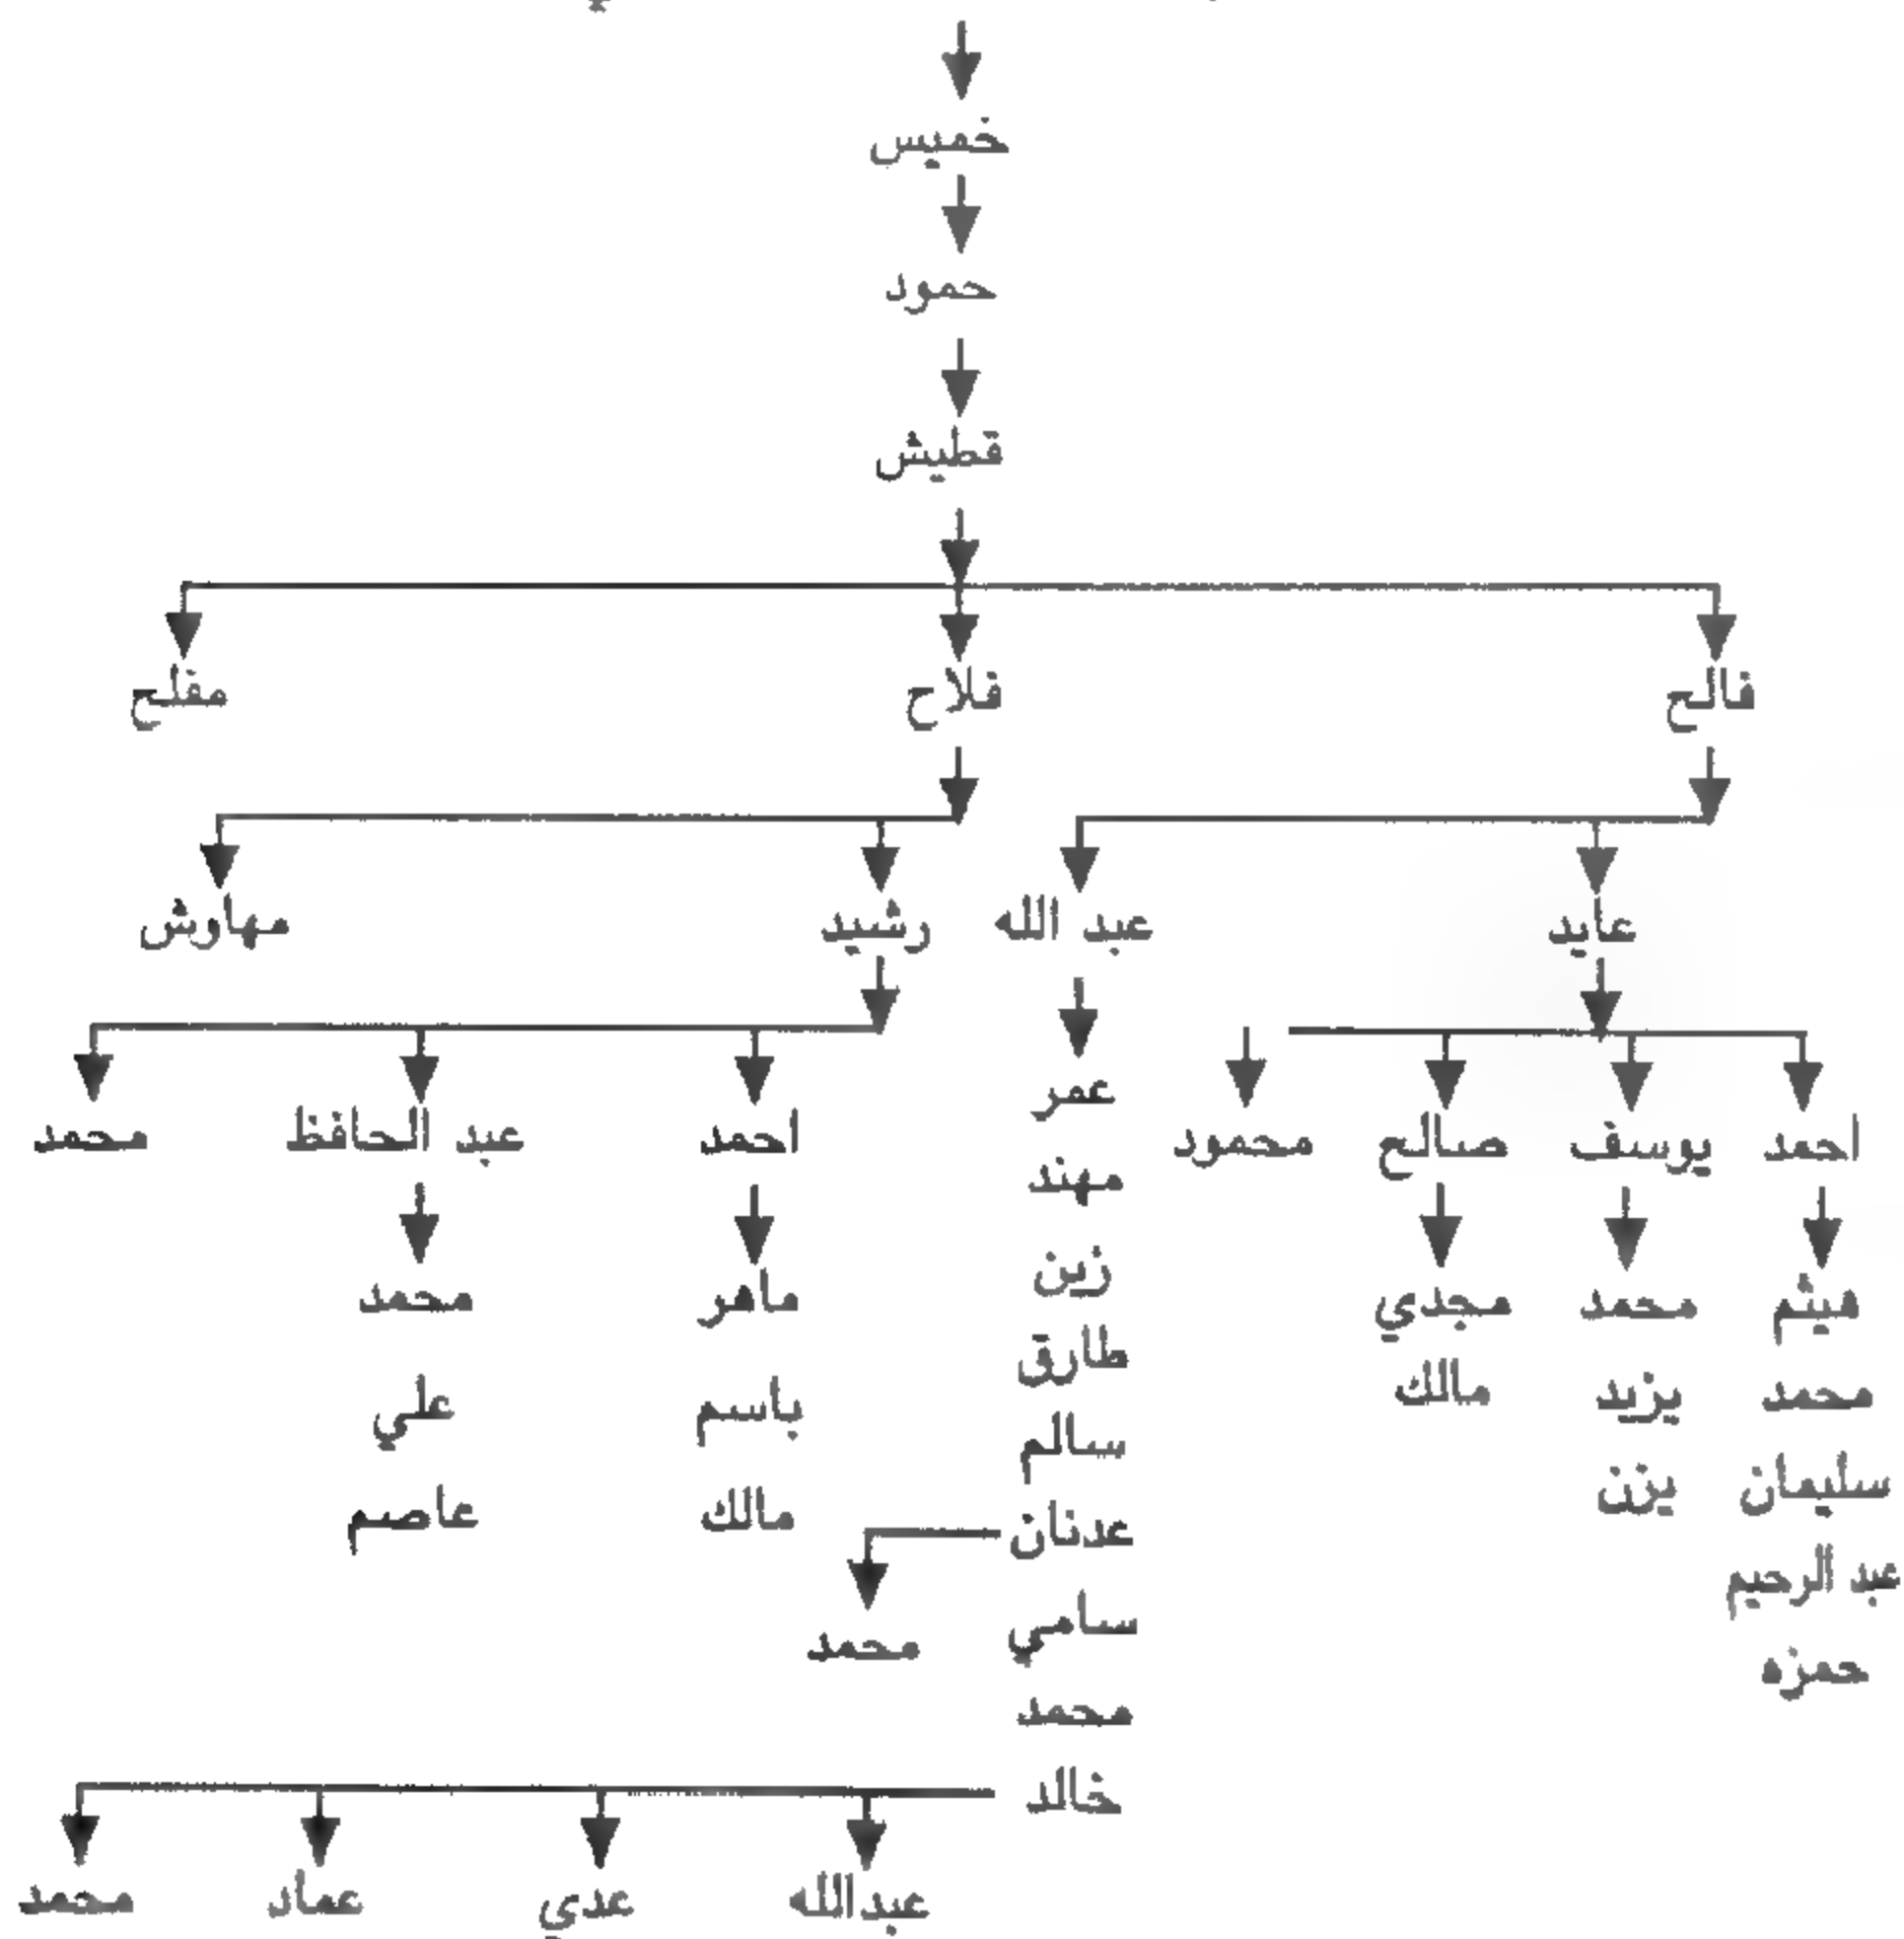 خميس
حمود
قطيش
فالح فلاح مفلح
عايد عبد الله رشيد مهاوش
احمد يوسف صالح محمود عمر احمد عبد الحافظ محمد
مهند
زين
هيثم محمد مجدي ماهر محمد
طارق
محمد يزيد مالك باسم علي
سالم
سليمان يزن مالك عاصم
عدنان
عبد الرحيم
سامي محمد
حمزه
محمد
خالد
عبدالله عدي عماد محمد